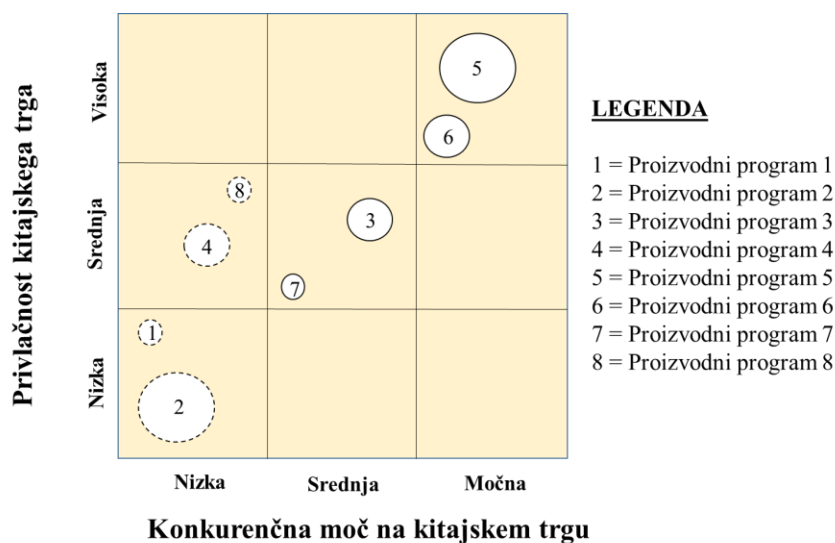 Privlačnost kitajskega trga
Visoka
Srednja
Nizka
5
6
8
3
4
7
1
2
Nizka
Srednja
Močna
Konkurenčna moč na kitajskem trgu
LEGENDA
1 = Proizvodni program 1
2 = Proizvodni program 2
3 = Proizvodni program 3
4 = Proizvodni program 4
5 = Proizvodni program 5
6 = Proizvodni program 6
7 = Proizvodni program 7
8 = Proizvodni program 8